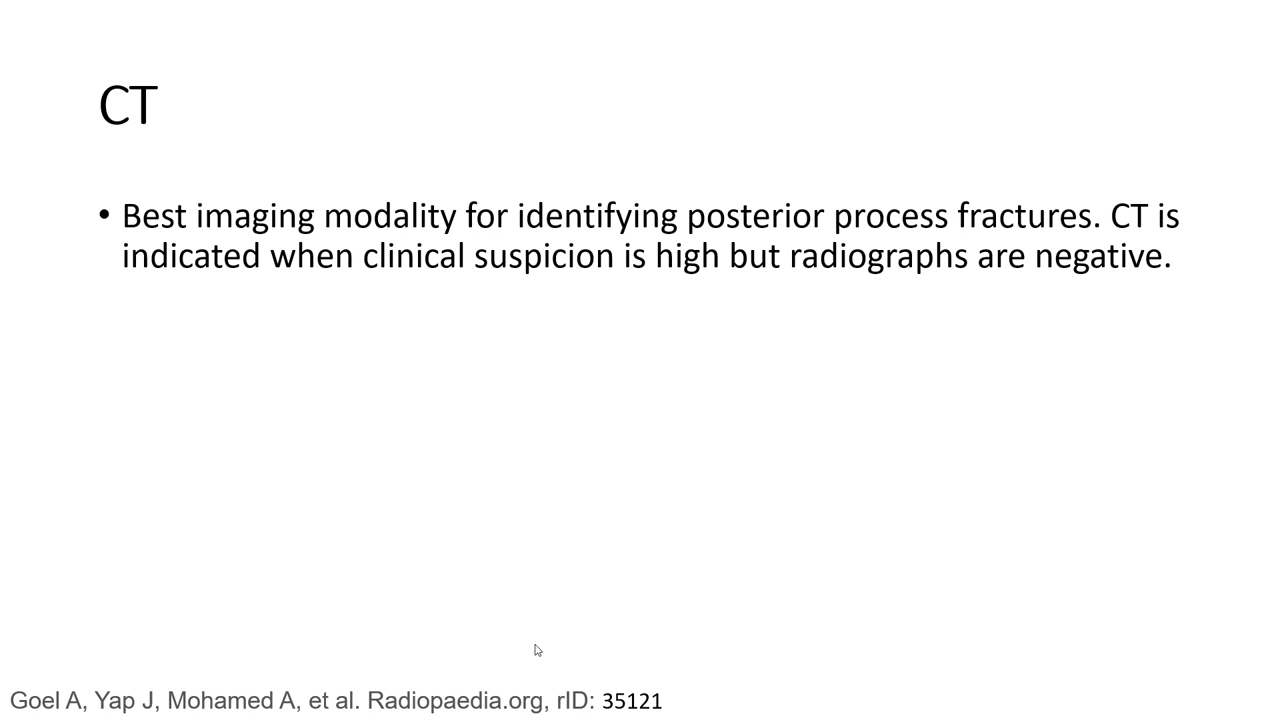 CT
• Best imaging modality for identifying posterior process fractures. CT is
indicated when clinical suspicion is high but radiographs are negative.
Goel A, Yap J, Mohamed A, et al. Radiopaedia.org, rID: 35121